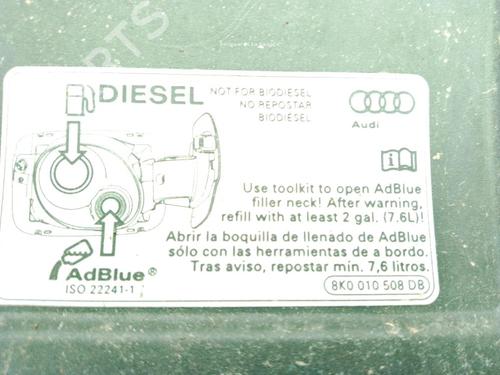 DIESEL
NOT FOR BIODIESEL
NO REPOSTAR
BIODIÉSEL
Audi
i
Use toolkit to open AdBlue
filler neck! After warning,
refill with at least 2 gal. (7.6L)!
Abrir la boquilla de llenado de AdBlue
sólo con las herramientas de a bordo.
Tras aviso, repostar mín. 7,6 litros.
AdBlue®
ISO 22241-1
8K0 010 508 DB